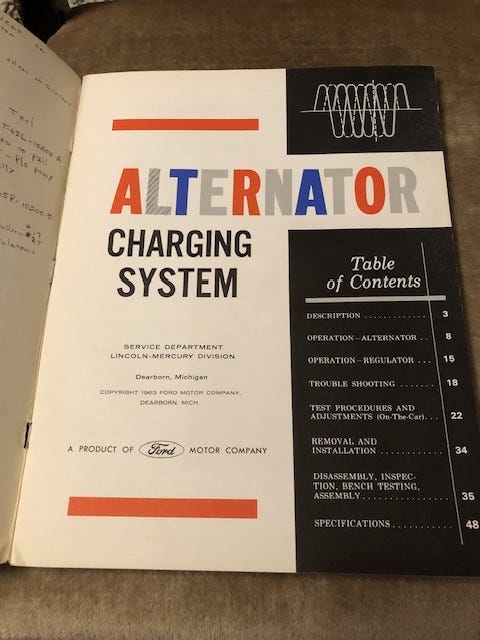 Tool
ALTERNATOR
CHARGING
SYSTEM
SERVICE DEPARTMENT
LINCOLN-MERCURY DIVISION
Dearborn, Michigan
COPYRIGHT 1963 FORD MOTOR COMPANY,
DEARBORN, MICH.
A PRODUCT OF Ford MOTOR COMPANY
Table
of Contents
DESCRIPTION ............. 3
OPERATION—ALTERNATOR .. 8
OPERATION—REGULATOR .... 15
TROUBLE SHOOTING ........ 18
TEST PROCEDURES AND
ADJUSTMENTS (On-The-Car)... 22
REMOVAL AND
INSTALLATION ............ 34
DISASSEMBLY, INSPEC-
TION, BENCH TESTING,
ASSEMBLY ................. 35
SPECIFICATIONS ........... 48